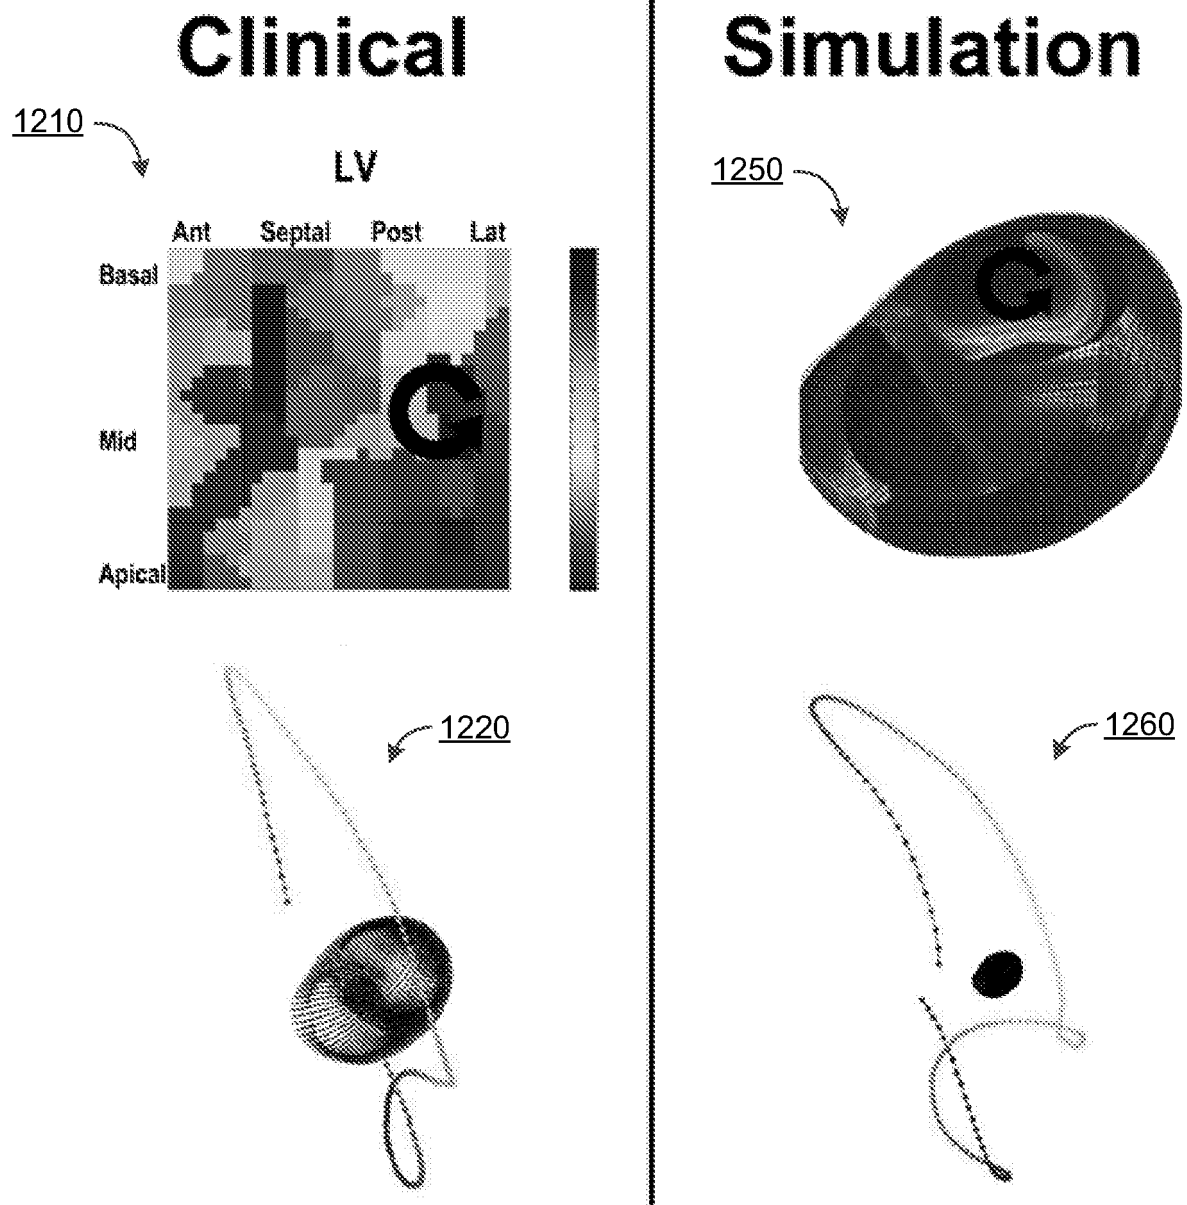 Clinical
Simulation
1210
LV
1250
Ant Septal Post Lat
Basal
Mid
Apical
1220
1260